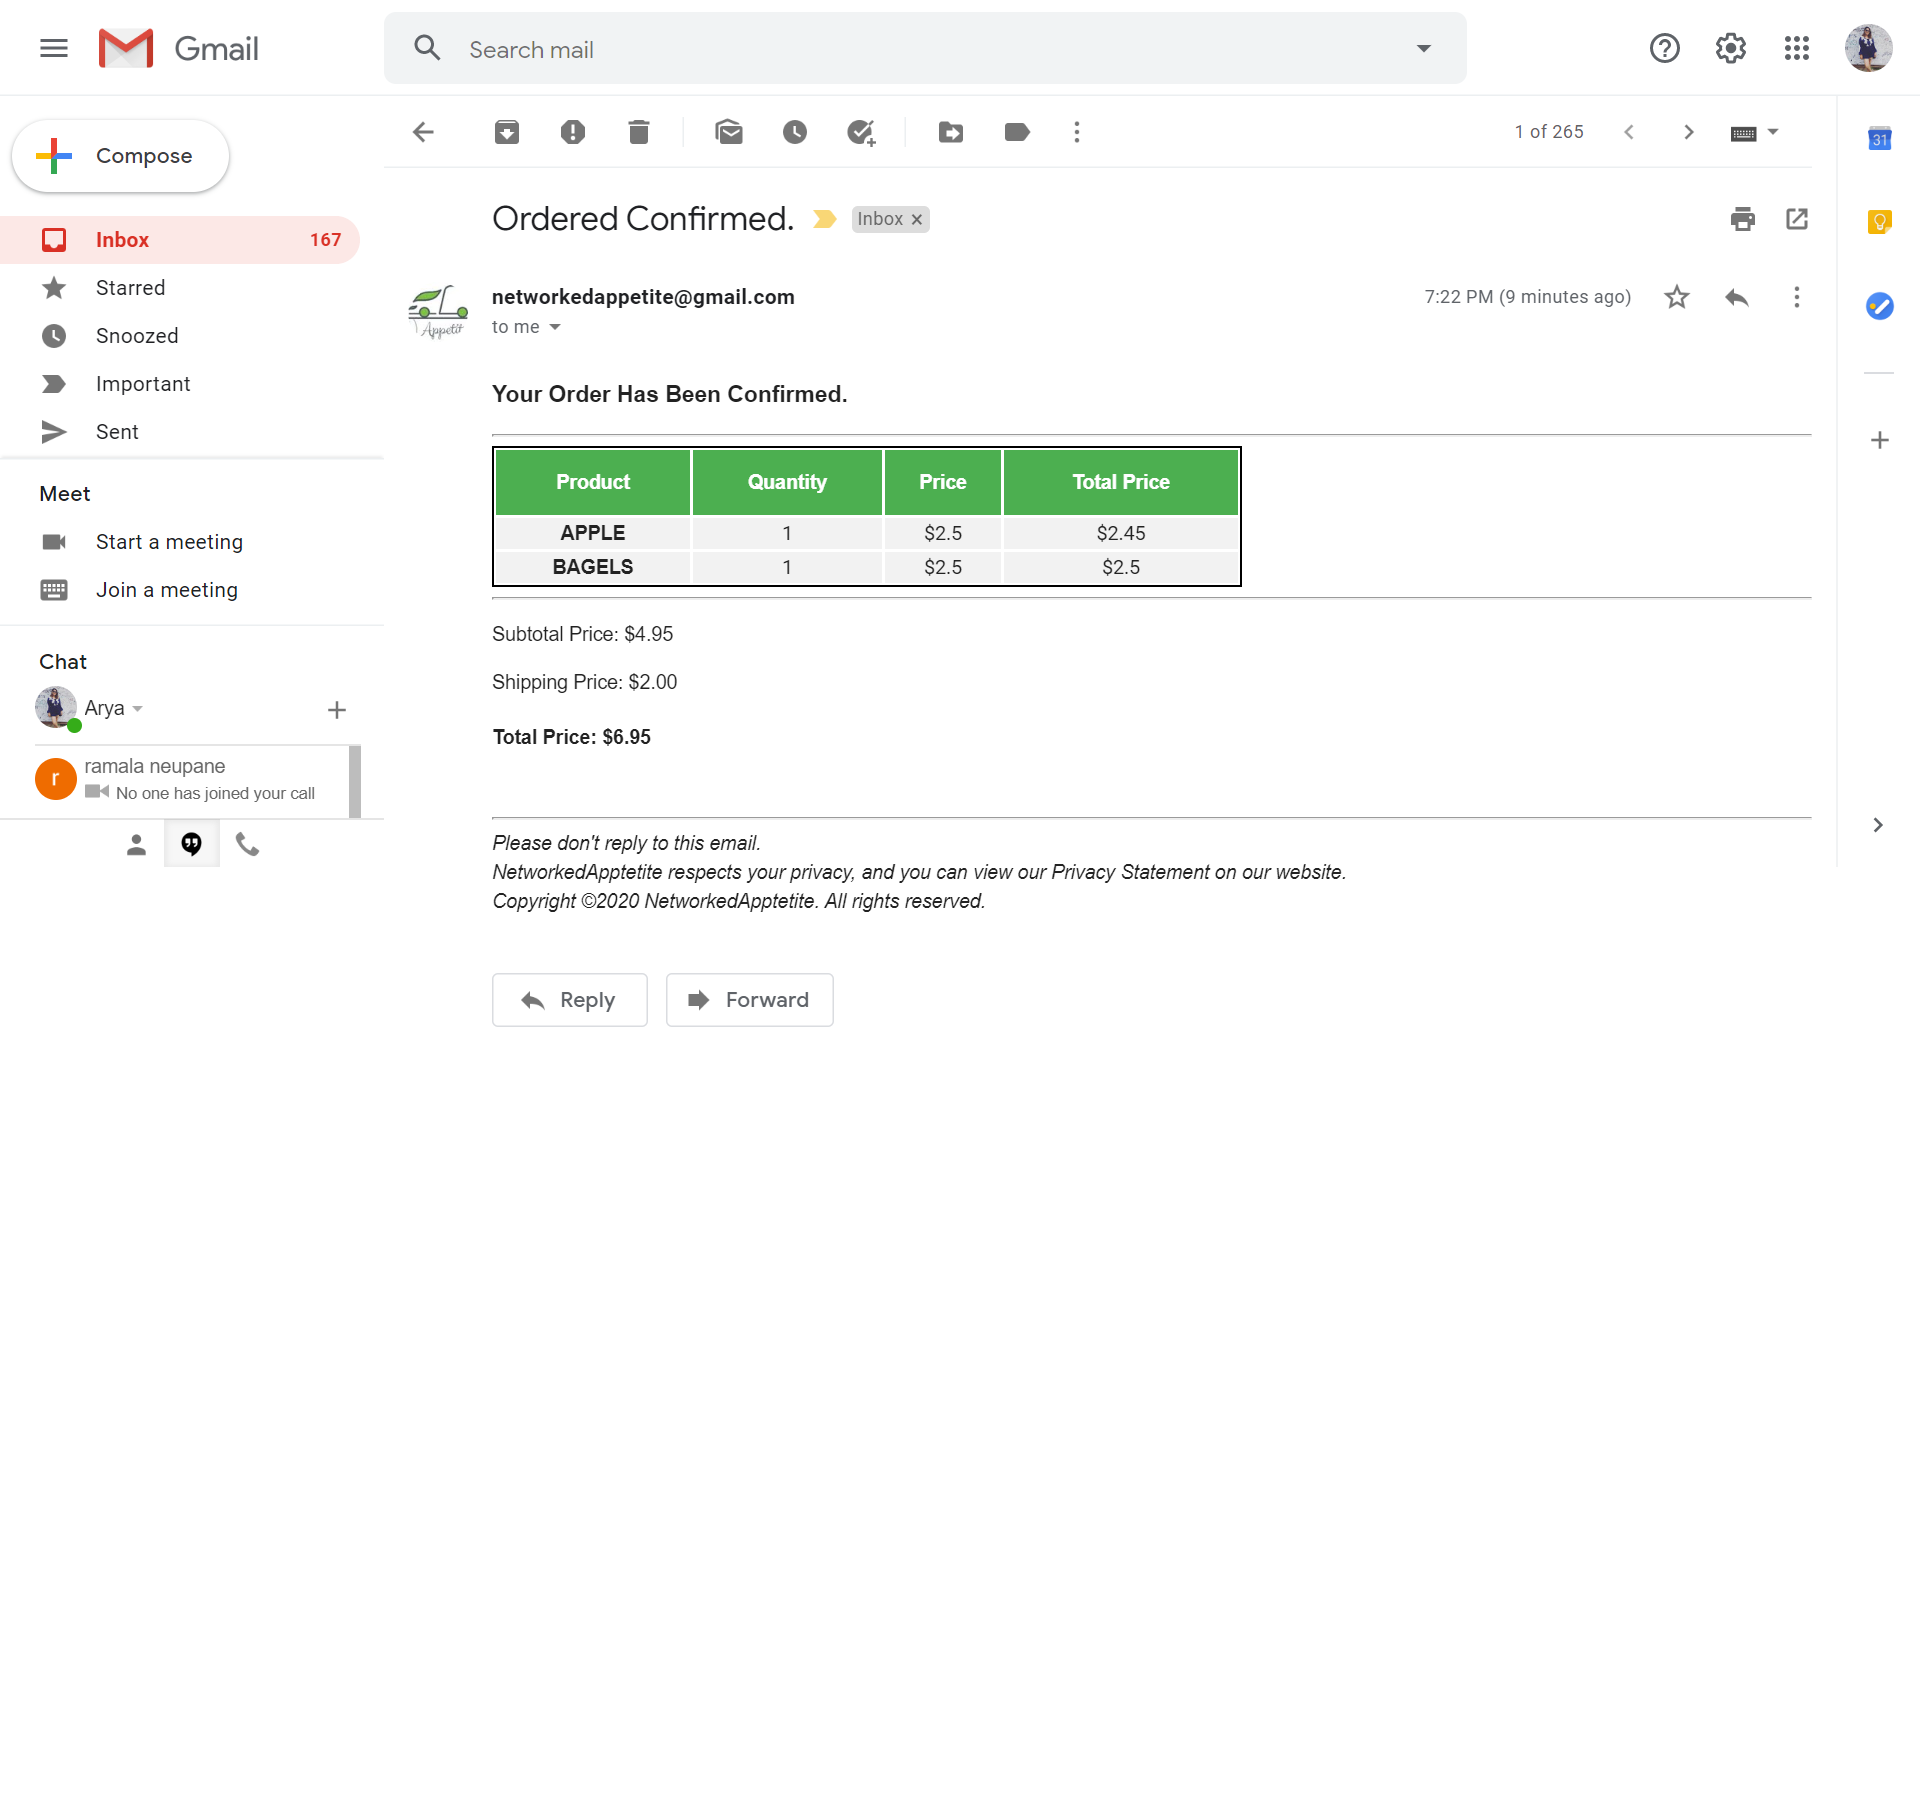 Gmail
Search mail
Compose
1 of 265
31
Inbox 167
Starred
Snoozed
Important
Sent
Meet
Start a meeting
Join a meeting
Chat
Arya
r
ramala neupane
No one has joined your call
Ordered Confirmed. Inbox ×
Appetit
networkedappetite@gmail.com 7:22 PM (9 minutes ago)
to me
Your Order Has Been Confirmed.
Product Quantity Price Total Price
APPLE 1 $2.5 $2.45
BAGELS 1 $2.5 $2.5
Subtotal Price: $4.95
Shipping Price: $2.00
Total Price: $6.95
Please don't reply to this email.
NetworkedApptetite respects your privacy, and you can view our Privacy Statement on our website.
Copyright ©2020 NetworkedApptetite. All rights reserved.
Reply Forward